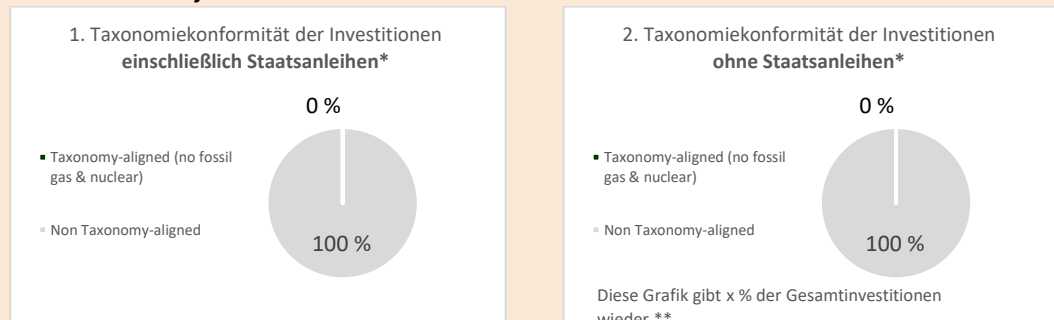 1. Taxonomiekonformität der Investitionen
einschließlich Staatsanleihen*
0 %
Taxonomy-aligned (no fossil
gas & nuclear)
Non Taxonomy-aligned
100 %
2. Taxonomiekonformität der Investitionen
ohne Staatsanleihen*
0 %
Taxonomy-aligned (no fossil
gas & nuclear)
Non Taxonomy-aligned
100 %
Diese Grafik gibt x % der Gesamtinvestitionen
wieder.**